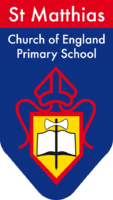 St Matthias
Church of England
Primary School